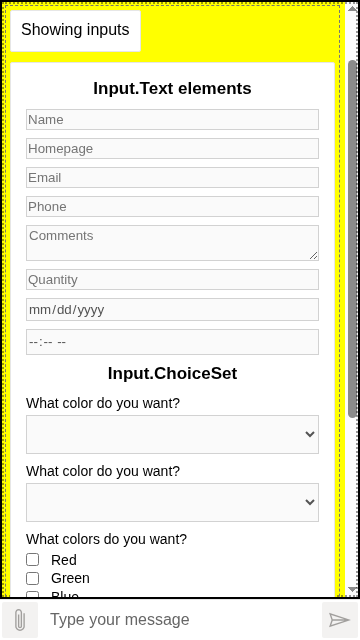 Showing inputs
Input.Text elements
Name
Homepage
Email
Phone
Comments
Quantity
mm/dd/yyyy
--:-- --
Input.ChoiceSet
What color do you want?
What color do you want?
What colors do you want?
Red
Green
Blue
Type your message